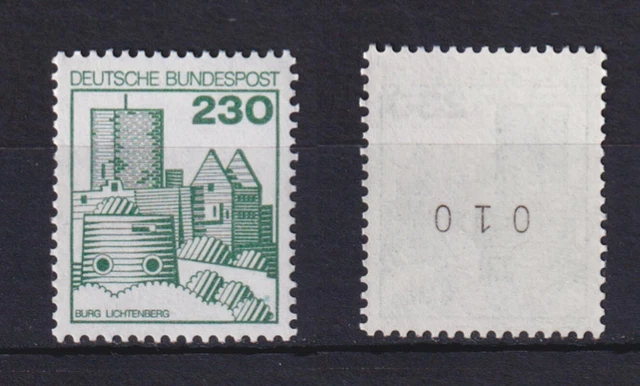 DEUTSCHE BUNDESPOST
230
BURG LICHTENBERG
010